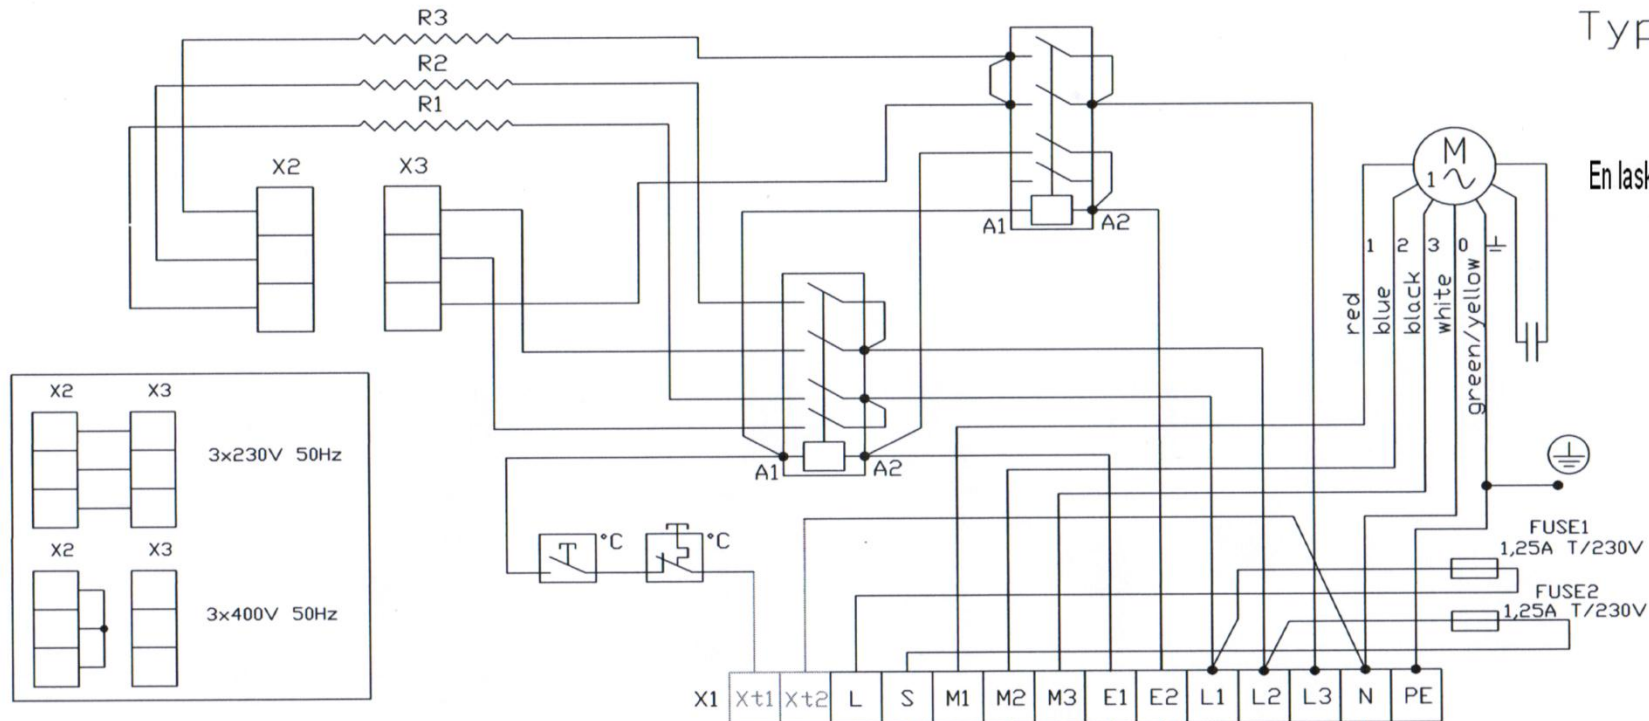 R3
R2
R1
X2 X3
A1 A2
A1 A2
X2 X3
3x230V 50Hz
X2 X3
3x400V 50Hz
°C °C
Typ
M
1
En lask
1 2 3 0
red
blue
black
white
green/yellow
FUSE1
1,25A T/230V
FUSE2
1,25A T/230V
X1 Xt1 Xt2 L S M1 M2 M3 E1 E2 L1 L2 L3 N PE